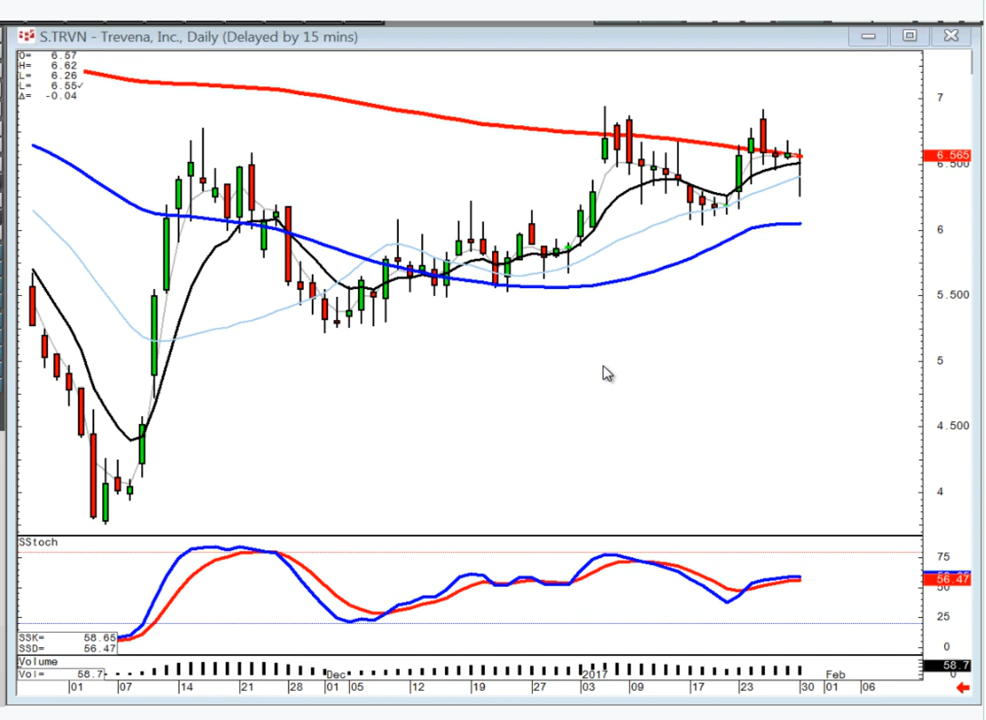 S.TRVN - Trevena, Inc., Daily (Delayed by 15 mins)
O= 6.57
H= 6.62
L= 6.26
L= 6.55✓
Δ= -0.04
7
6.565
6.500
6
5.500
5
4.500
4
SStoch
75
56.47
25
0
SSK= 58.65
SSD= 56.47
Volume
Vol= 58.7
58.7
0
Dec
2017
Feb
01
07
14
21
28
01
05
12
19
27
03
09
17
23
30
01
06